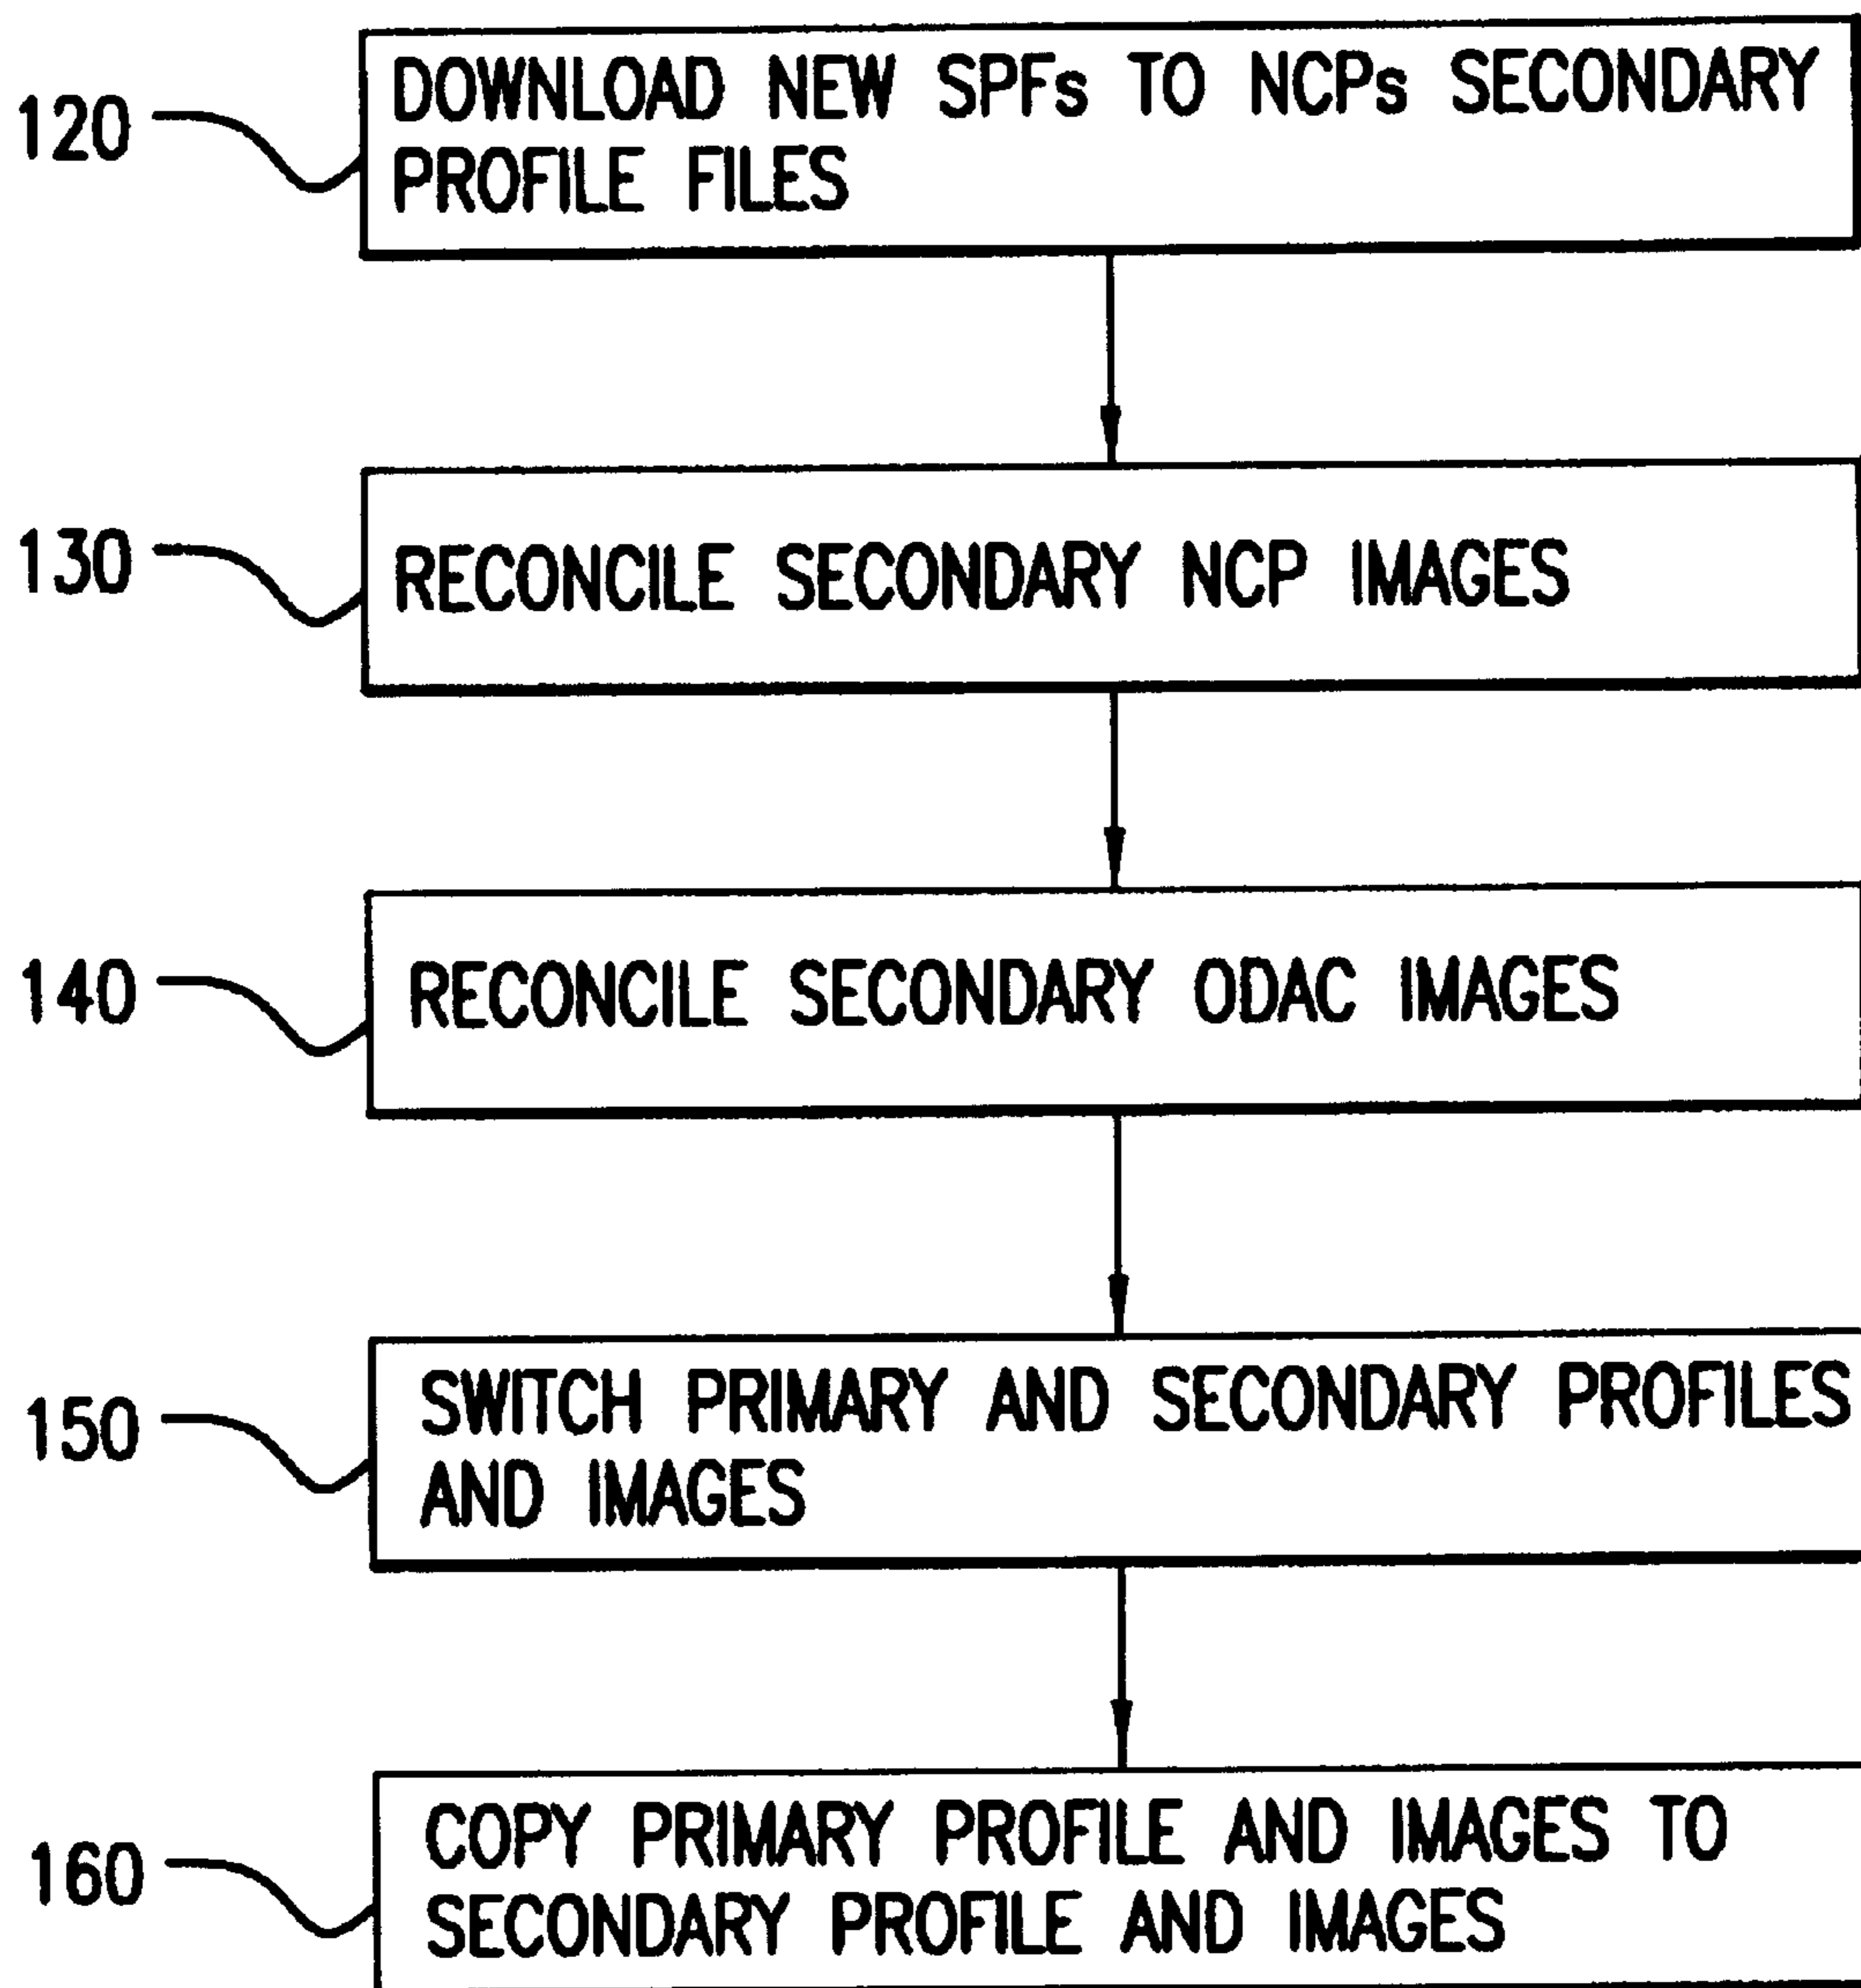 120
DOWNLOAD NEW SPFs TO NCPs SECONDARY
PROFILE FILES
130
RECONCILE SECONDARY NCP IMAGES
140
RECONCILE SECONDARY ODAC IMAGES
150
SWITCH PRIMARY AND SECONDARY PROFILES
AND IMAGES
160
COPY PRIMARY PROFILE AND IMAGES TO
SECONDARY PROFILE AND IMAGES